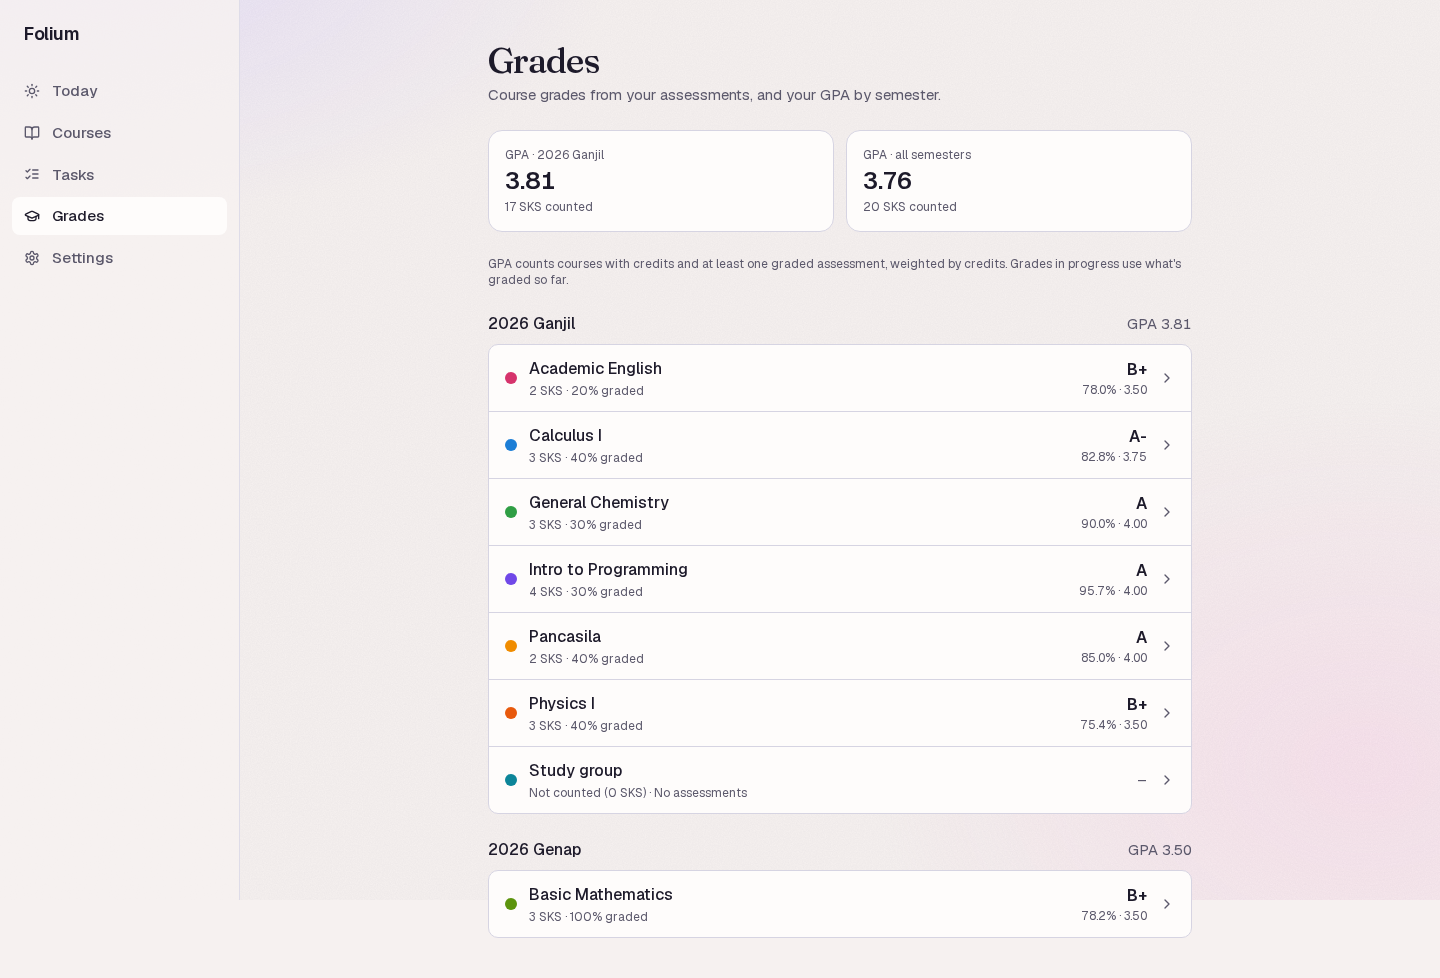 Folium
Today
Courses
Tasks
Grades
Settings
Grades
Course grades from your assessments, and your GPA by semester.
GPA · 2026 Ganjil
3.81
17 SKS counted
GPA · all semesters
3.76
20 SKS counted
GPA counts courses with credits and at least one graded assessment, weighted by credits. Grades in progress use what's
graded so far.
2026 Ganjil
GPA 3.81
Academic English
B+
2 SKS · 20% graded
78.0% · 3.50
Calculus I
A-
3 SKS · 40% graded
82.8% · 3.75
General Chemistry
A
3 SKS · 30% graded
90.0% · 4.00
Intro to Programming
A
4 SKS · 30% graded
95.7% · 4.00
Pancasila
A
2 SKS · 40% graded
85.0% · 4.00
Physics I
B+
3 SKS · 40% graded
75.4% · 3.50
Study group
–
Not counted (0 SKS) · No assessments
2026 Genap
GPA 3.50
Basic Mathematics
B+
3 SKS · 100% graded
78.2% · 3.50